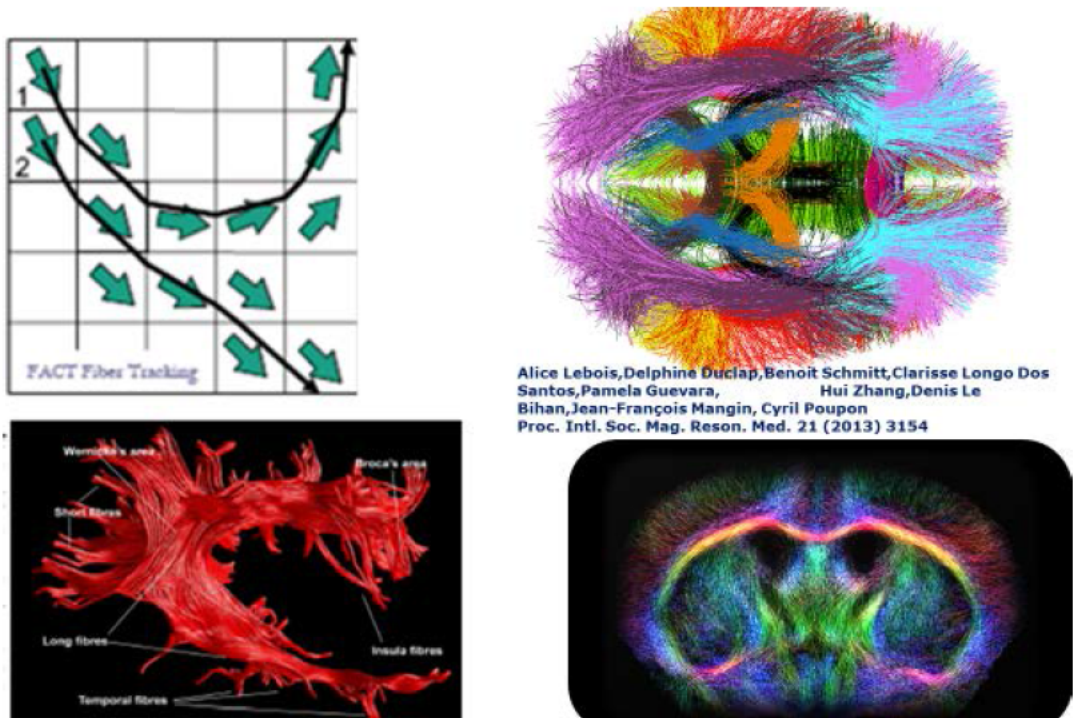 1
2
FACT Fiber Tracking
Alice Lebois,Delphine Duclap,Benoit Schmitt,Clarisse Longo Dos
Santos,Pamela Guevara, Hui Zhang,Denis Le
Bihan,Jean-François Mangin, Cyril Poupon
Proc. Intl. Soc. Mag. Reson. Med. 21 (2013) 3154
Wernicke's area
Broca's area
Short fibres
Long fibres
Insula fibres
Temporal fibres